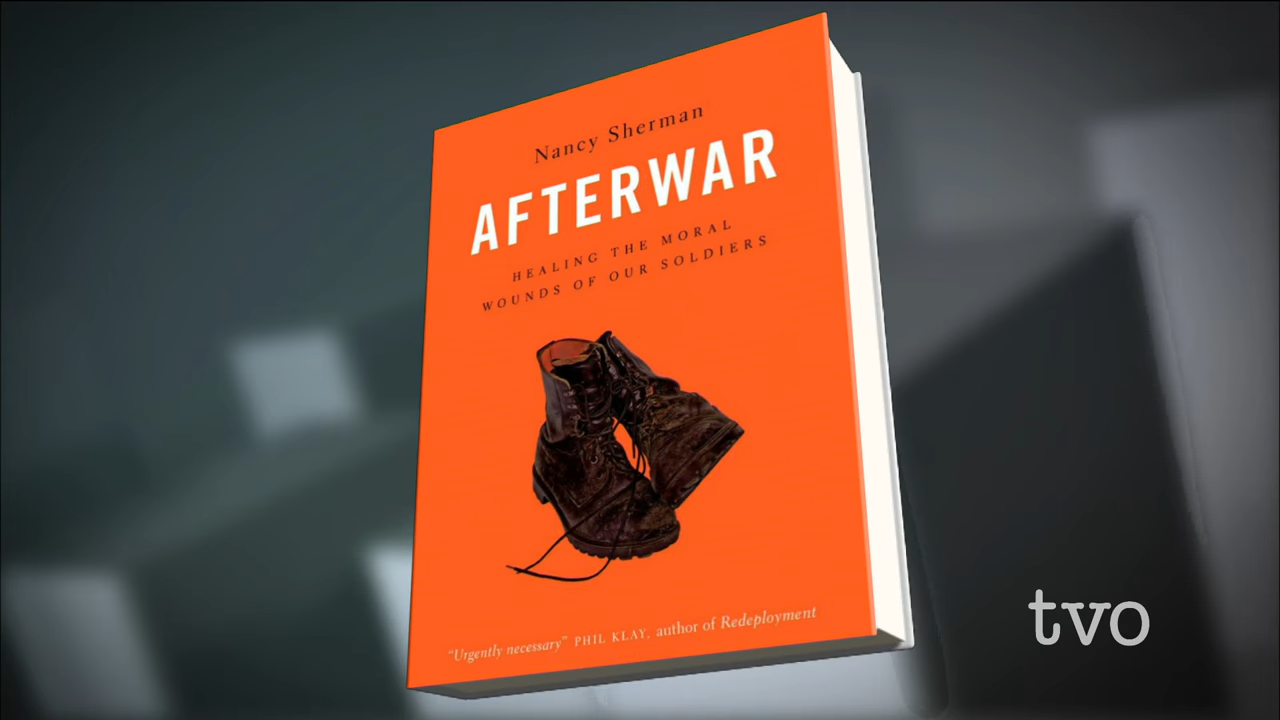 Nancy Sherman
AFTERWAR
HEALING THE MORAL
WOUNDS OF OUR SOLDIERS
“Urgently necessary” PHIL KLAY, author of Redeployment
tvo